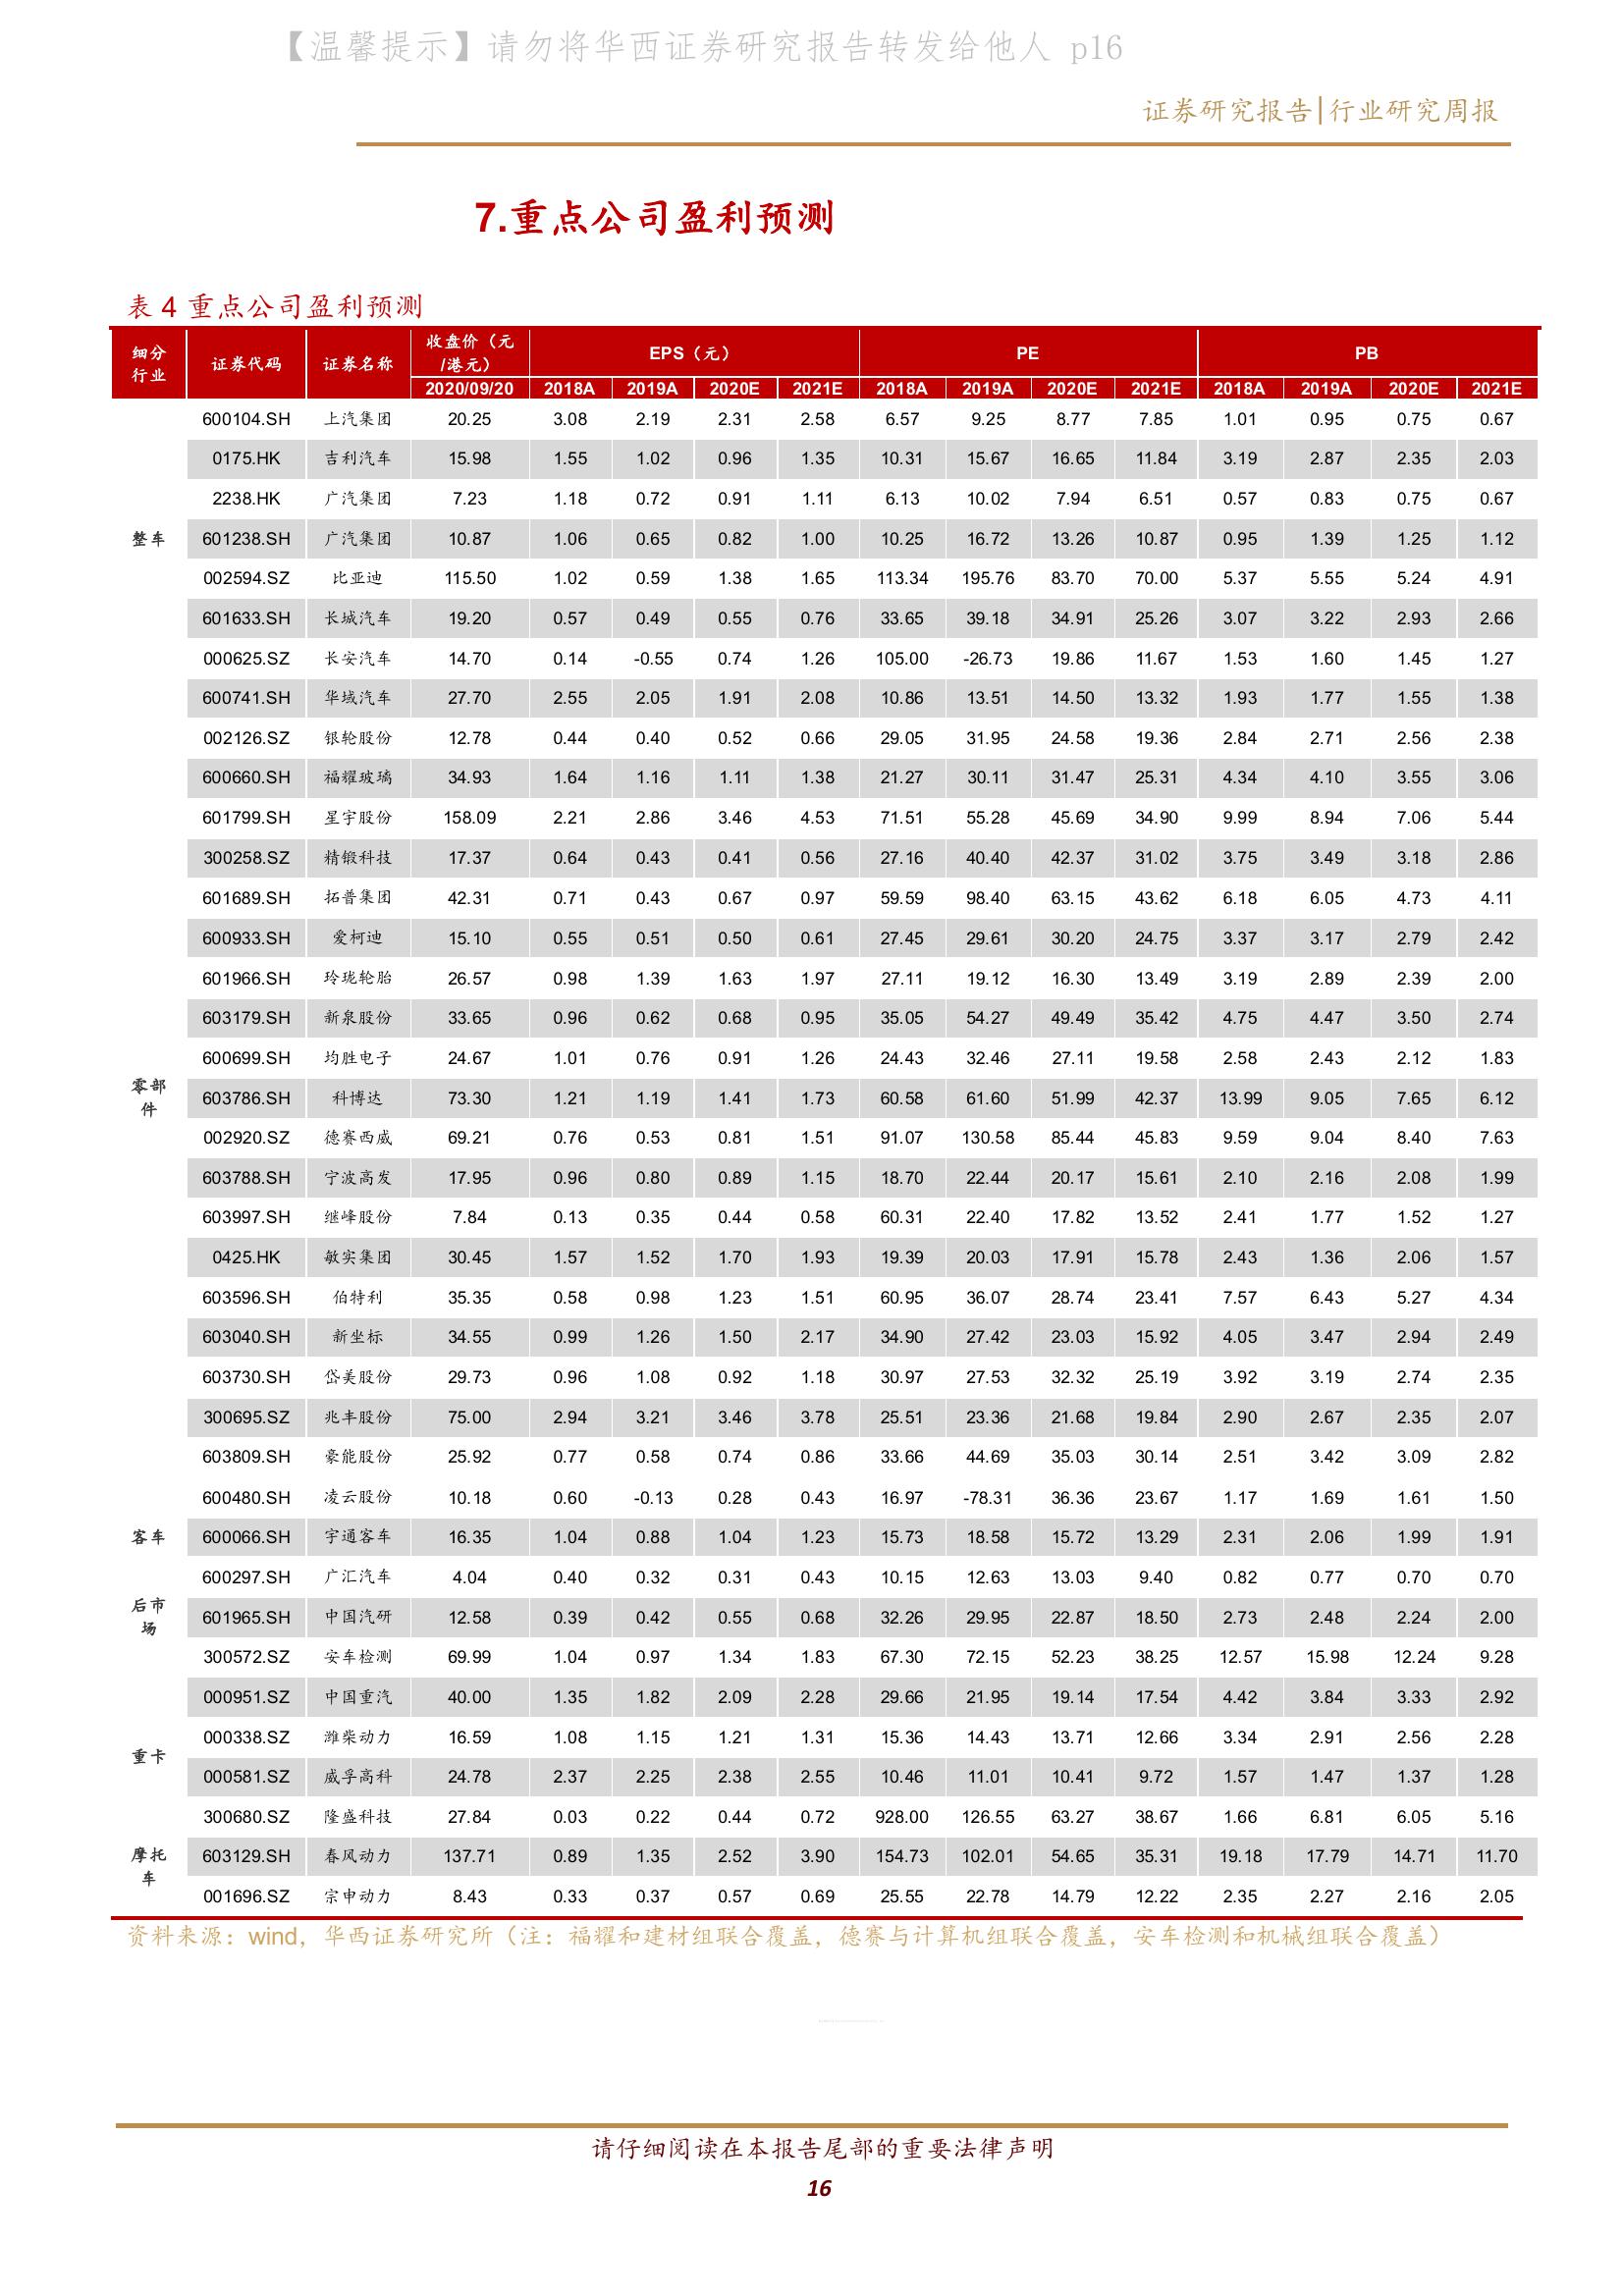 【温馨提示】请勿将华西证券研究报告转发给他人 p16
证券研究报告|行业研究周报
7.重点公司盈利预测
表 4 重点公司盈利预测
细分行业 证券代码 证券名称 收盘价（元/港元） EPS（元） PE PB
2020/09/20 2018A 2019A 2020E 2021E 2018A 2019A 2020E 2021E 2018A 2019A 2020E 2021E
600104.SH 上汽集团 20.25 3.08 2.19 2.31 2.58 6.57 9.25 8.77 7.85 1.01 0.95 0.75 0.67
0175.HK 吉利汽车 15.98 1.55 1.02 0.96 1.35 10.31 15.67 16.65 11.84 3.19 2.87 2.35 2.03
2238.HK 广汽集团 7.23 1.18 0.72 0.91 1.11 6.13 10.02 7.94 6.51 0.57 0.83 0.75 0.67
整车 601238.SH 广汽集团 10.87 1.06 0.65 0.82 1.00 10.25 16.72 13.26 10.87 0.95 1.39 1.25 1.12
002594.SZ 比亚迪 115.50 1.02 0.59 1.38 1.65 113.34 195.76 83.70 70.00 5.37 5.55 5.24 4.91
601633.SH 长城汽车 19.20 0.57 0.49 0.55 0.76 33.65 39.18 34.91 25.26 3.07 3.22 2.93 2.66
000625.SZ 长安汽车 14.70 0.14 -0.55 0.74 1.26 105.00 -26.73 19.86 11.67 1.53 1.60 1.45 1.27
600741.SH 华域汽车 27.70 2.55 2.05 1.91 2.08 10.86 13.51 14.50 13.32 1.93 1.77 1.55 1.38
002126.SZ 银轮股份 12.78 0.44 0.40 0.52 0.66 29.05 31.95 24.58 19.36 2.84 2.71 2.56 2.38
600660.SH 福耀玻璃 34.93 1.64 1.16 1.11 1.38 21.27 30.11 31.47 25.31 4.34 4.10 3.55 3.06
601799.SH 星宇股份 158.09 2.21 2.86 3.46 4.53 71.51 55.28 45.69 34.90 9.99 8.94 7.06 5.44
300258.SZ 精锻科技 17.37 0.64 0.43 0.41 0.56 27.16 40.40 42.37 31.02 3.75 3.49 3.18 2.86
601689.SH 拓普集团 42.31 0.71 0.43 0.67 0.97 59.59 98.40 63.15 43.62 6.18 6.05 4.73 4.11
600933.SH 爱柯迪 15.10 0.55 0.51 0.50 0.61 27.45 29.61 30.20 24.75 3.37 3.17 2.79 2.42
601966.SH 玲珑轮胎 26.57 0.98 1.39 1.63 1.97 27.11 19.12 16.30 13.49 3.19 2.89 2.39 2.00
603179.SH 新泉股份 33.65 0.96 0.62 0.68 0.95 35.05 54.27 49.49 35.42 4.75 4.47 3.50 2.74
600699.SH 均胜电子 24.67 1.01 0.76 0.91 1.26 24.43 32.46 27.11 19.58 2.58 2.43 2.12 1.83
零部件 603786.SH 科博达 73.30 1.21 1.19 1.41 1.73 60.58 61.60 51.99 42.37 13.99 9.05 7.65 6.12
002920.SZ 德赛西威 69.21 0.76 0.53 0.81 1.51 91.07 130.58 85.44 45.83 9.59 9.04 8.40 7.63
603788.SH 宁波高发 17.95 0.96 0.80 0.89 1.15 18.70 22.44 20.17 15.61 2.10 2.16 2.08 1.99
603997.SH 继峰股份 7.84 0.13 0.35 0.44 0.58 60.31 22.40 17.82 13.52 2.41 1.77 1.52 1.27
0425.HK 敏实集团 30.45 1.57 1.52 1.70 1.93 19.39 20.03 17.91 15.78 2.43 1.36 2.06 1.57
603596.SH 伯特利 35.35 0.58 0.98 1.23 1.51 60.95 36.07 28.74 23.41 7.57 6.43 5.27 4.34
603040.SH 新坐标 34.55 0.99 1.26 1.50 2.17 34.90 27.42 23.03 15.92 4.05 3.47 2.94 2.49
603730.SH 岱美股份 29.73 0.96 1.08 0.92 1.18 30.97 27.53 32.32 25.19 3.92 3.19 2.74 2.35
300695.SZ 兆丰股份 75.00 2.94 3.21 3.46 3.78 25.51 23.36 21.68 19.84 2.90 2.67 2.35 2.07
603809.SH 豪能股份 25.92 0.77 0.58 0.74 0.86 33.66 44.69 35.03 30.14 2.51 3.42 3.09 2.82
600480.SH 凌云股份 10.18 0.60 -0.13 0.28 0.43 16.97 -78.31 36.36 23.67 1.17 1.69 1.61 1.50
客车 600066.SH 宇通客车 16.35 1.04 0.88 1.04 1.23 15.73 18.58 15.72 13.29 2.31 2.06 1.99 1.91
600297.SH 广汇汽车 4.04 0.40 0.32 0.31 0.43 10.15 12.63 13.03 9.40 0.82 0.77 0.70 0.70
后市场 601965.SH 中国汽研 12.58 0.39 0.42 0.55 0.68 32.26 29.95 22.87 18.50 2.73 2.48 2.24 2.00
300572.SZ 安车检测 69.99 1.04 0.97 1.34 1.83 67.30 72.15 52.23 38.25 12.57 15.98 12.24 9.28
000951.SZ 中国重汽 40.00 1.35 1.82 2.09 2.28 29.66 21.95 19.14 17.54 4.42 3.84 3.33 2.92
000338.SZ 潍柴动力 16.59 1.08 1.15 1.21 1.31 15.36 14.43 13.71 12.66 3.34 2.91 2.56 2.28
重卡 000581.SZ 威孚高科 24.78 2.37 2.25 2.38 2.55 10.46 11.01 10.41 9.72 1.57 1.47 1.37 1.28
300680.SZ 隆盛科技 27.84 0.03 0.22 0.44 0.72 928.00 126.55 63.27 38.67 1.66 6.81 6.05 5.16
摩托车 603129.SH 春风动力 137.71 0.89 1.35 2.52 3.90 154.73 102.01 54.65 35.31 19.18 17.79 14.71 11.70
001696.SZ 宗申动力 8.43 0.33 0.37 0.57 0.69 25.55 22.78 14.79 12.22 2.35 2.27 2.16 2.05
资料来源：wind，华西证券研究所（注：福耀和建材组联合覆盖，德赛与计算机组联合覆盖，安车检测和机械组联合覆盖）
请仔细阅读在本报告尾部的重要法律声明
16